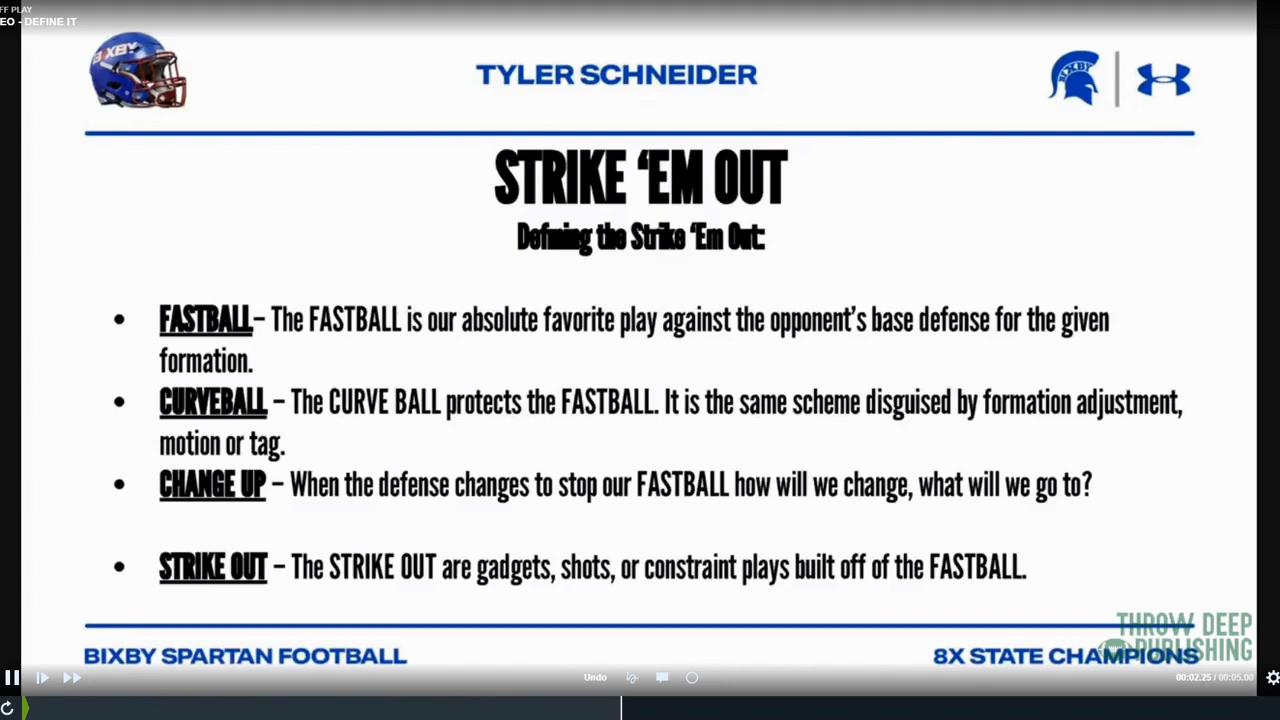 FF PLAY
EO - DEFINE IT
BIXBY
TYLER SCHNEIDER
BIXBY
STRIKE ‘EM OUT
Defining the Strike ‘Em Out:
• FASTBALL– The FASTBALL is our absolute favorite play against the opponent’s base defense for the given
formation.
• CURVEBALL – The CURVE BALL protects the FASTBALL. It is the same scheme disguised by formation adjustment,
motion or tag.
• CHANGE UP – When the defense changes to stop our FASTBALL how will we change, what will we go to?
• STRIKE OUT – The STRIKE OUT are gadgets, shots, or constraint plays built off of the FASTBALL.
THROW DEEP
PUBLISHING
BIXBY SPARTAN FOOTBALL
8X STATE CHAMPIONS
Undo
00:02.25 / 00:05.00